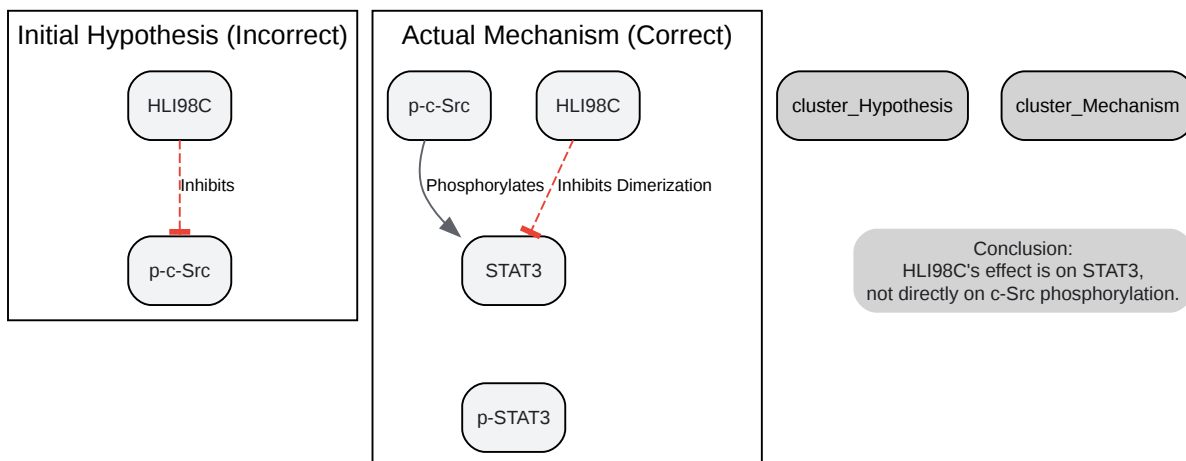 Initial Hypothesis (Incorrect)
HLI98C
Inhibits
p-c-Src
Actual Mechanism (Correct)
p-c-Src
HLI98C
Phosphorylates
Inhibits Dimerization
STAT3
p-STAT3
cluster_Hypothesis
cluster_Mechanism
Conclusion:
HLI98C's effect is on STAT3,
not directly on c-Src phosphorylation.